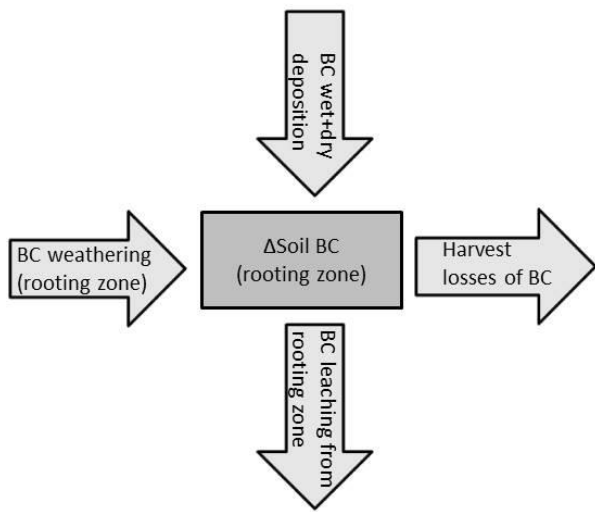 BC wet+dry
deposition
BC weathering
(rooting zone)
ΔSoil BC
(rooting zone)
Harvest
losses of BC
BC leaching from
rooting zone